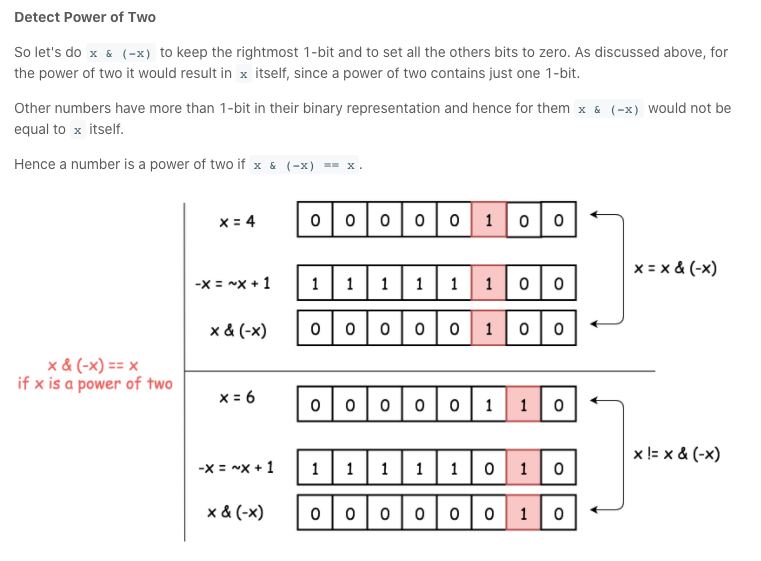 Detect Power of Two
So let's do x & (-x) to keep the rightmost 1-bit and to set all the others bits to zero. As discussed above, for
the power of two it would result in x itself, since a power of two contains just one 1-bit.
Other numbers have more than 1-bit in their binary representation and hence for them x & (-x) would not be
equal to x itself.
Hence a number is a power of two if x & (-x) == x.
x = 4 0 0 0 0 0 1 0 0
x = x & (-x)
-x = ~x + 1 1 1 1 1 1 1 0 0
x & (-x) 0 0 0 0 0 1 0 0
x & (-x) == x
if x is a power of two
x = 6 0 0 0 0 0 1 1 0
x != x & (-x)
-x = ~x + 1 1 1 1 1 1 0 1 0
x & (-x) 0 0 0 0 0 0 1 0